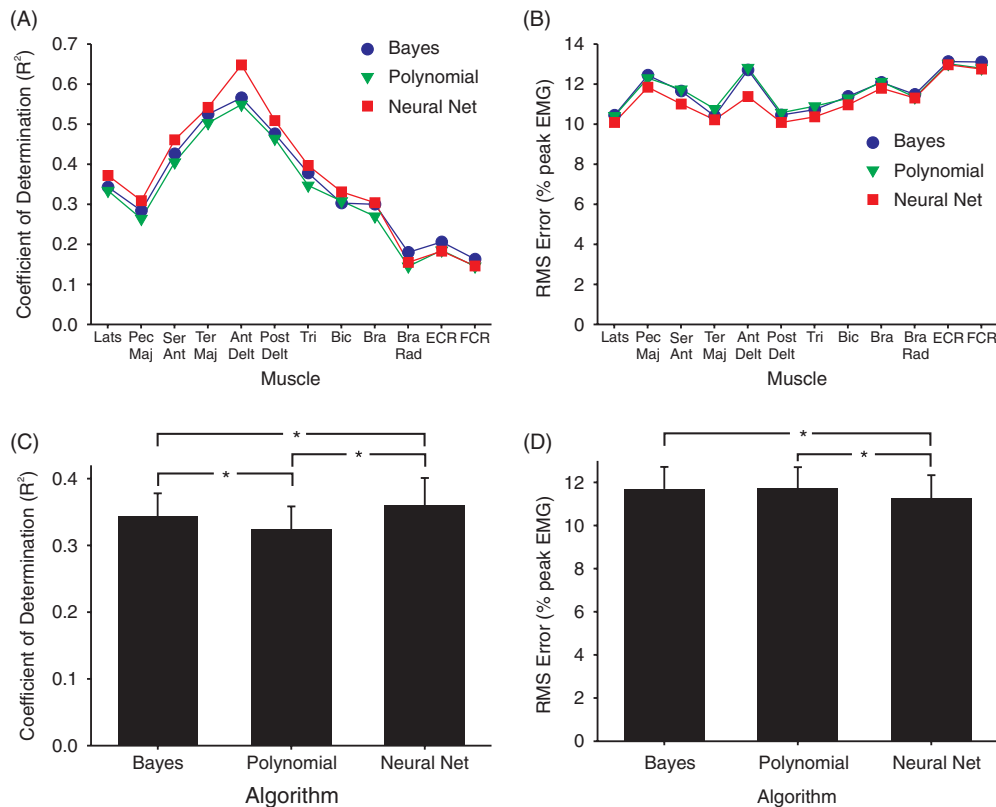 (A)
Coefficient of Determination (R²)
0.7
0.6
0.5
0.4
0.3
0.2
0.1
0.0
Bayes
Polynomial
Neural Net
Lats
Pec Maj
Ser Ant
Ter Maj
Ant Delt
Post Delt
Tri
Bic
Bra
Bra Rad
ECR
FCR
Muscle
(B)
RMS Error (% peak EMG)
14
12
10
8
6
4
2
0
Bayes
Polynomial
Neural Net
Lats
Pec Maj
Ser Ant
Ter Maj
Ant Delt
Post Delt
Tri
Bic
Bra
Bra Rad
ECR
FCR
Muscle
(C)
Coefficient of Determination (R²)
0.4
0.3
0.2
0.1
0.0
*
*
*
Bayes
Polynomial
Neural Net
Algorithm
(D)
RMS Error (% peak EMG)
12
10
8
6
4
2
0
*
*
Bayes
Polynomial
Neural Net
Algorithm